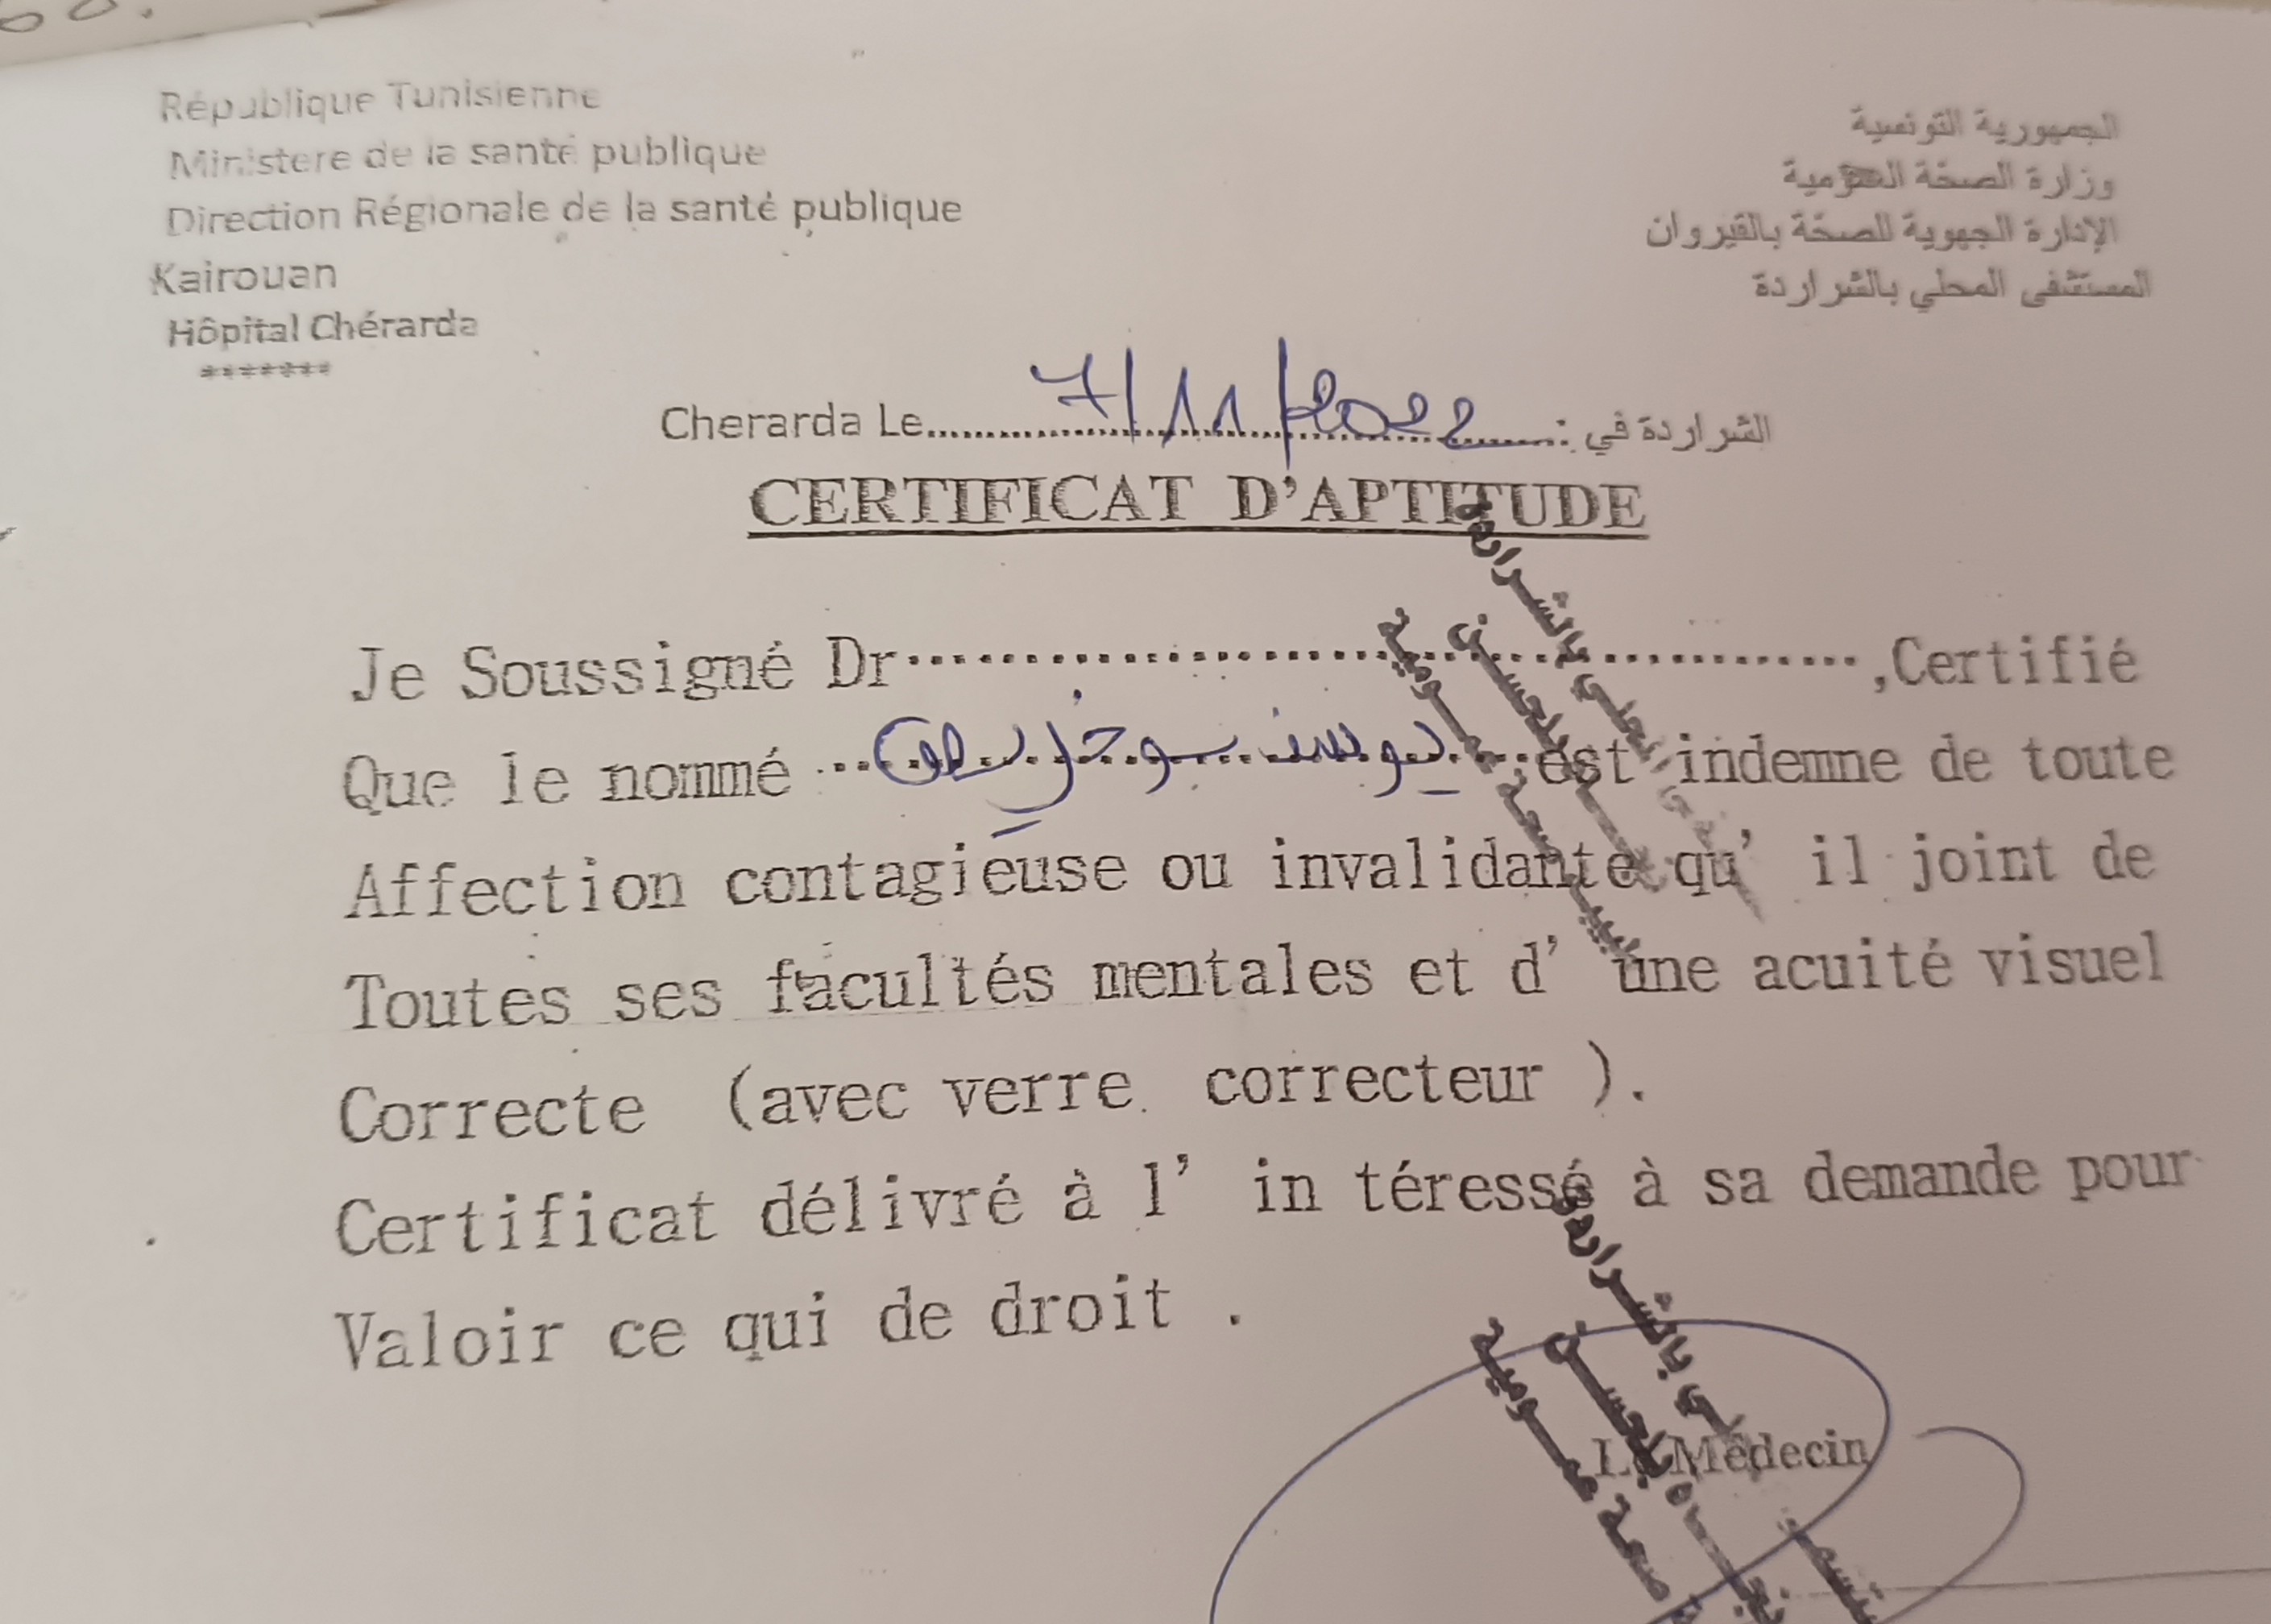 République Tunisienne
Ministere de la santé publique
Direction Régionale de la santé publique
Kairouan
Hôpital Chérarda
*******
الجمهورية التونسية
وزارة الصحّة العمومية
الإدارة الجهوية للصحّة بالقيروان
المستشفى المحلي بالشراردة
Cherarda Le 7/11/2022 الشراردة في :
CERTIFICAT D'APTITUDE
Je Soussigné Dr ,Certifié
Que le nommé يوسف est indemne de toute
Affection contagieuse ou invalidante qu' il joint de
Toutes ses facultés mentales et d' une acuité visuel
Correcte (avec verre correcteur ).
Certificat délivré à l' in téressé à sa demande pour
Valoir ce qui de droit .
Le Médecin